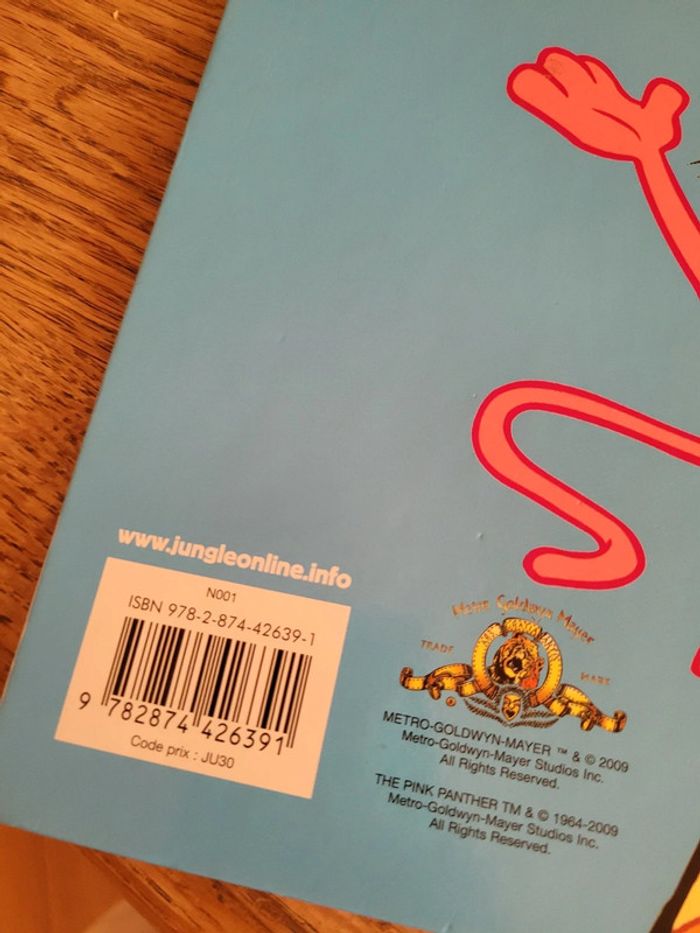 www.jungleonline.info
N001
ISBN 978-2-874-42639-1
9 782874 426391
Code prix : JU30
Metro Goldwyn Mayer
TRADE MARK
METRO-GOLDWYN-MAYER ™ & © 2009
Metro-Goldwyn-Mayer Studios Inc.
All Rights Reserved.
THE PINK PANTHER TM & © 1964-2009
Metro-Goldwyn-Mayer Studios Inc.
All Rights Reserved.